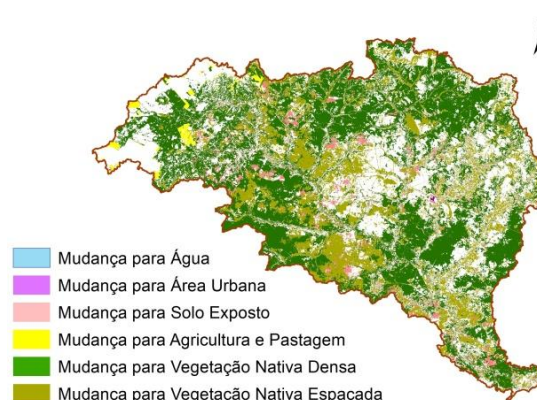 Mudança para Água
Mudança para Área Urbana
Mudança para Solo Exposto
Mudança para Agricultura e Pastagem
Mudança para Vegetação Nativa Densa
Mudança para Vegetação Nativa Espaçada